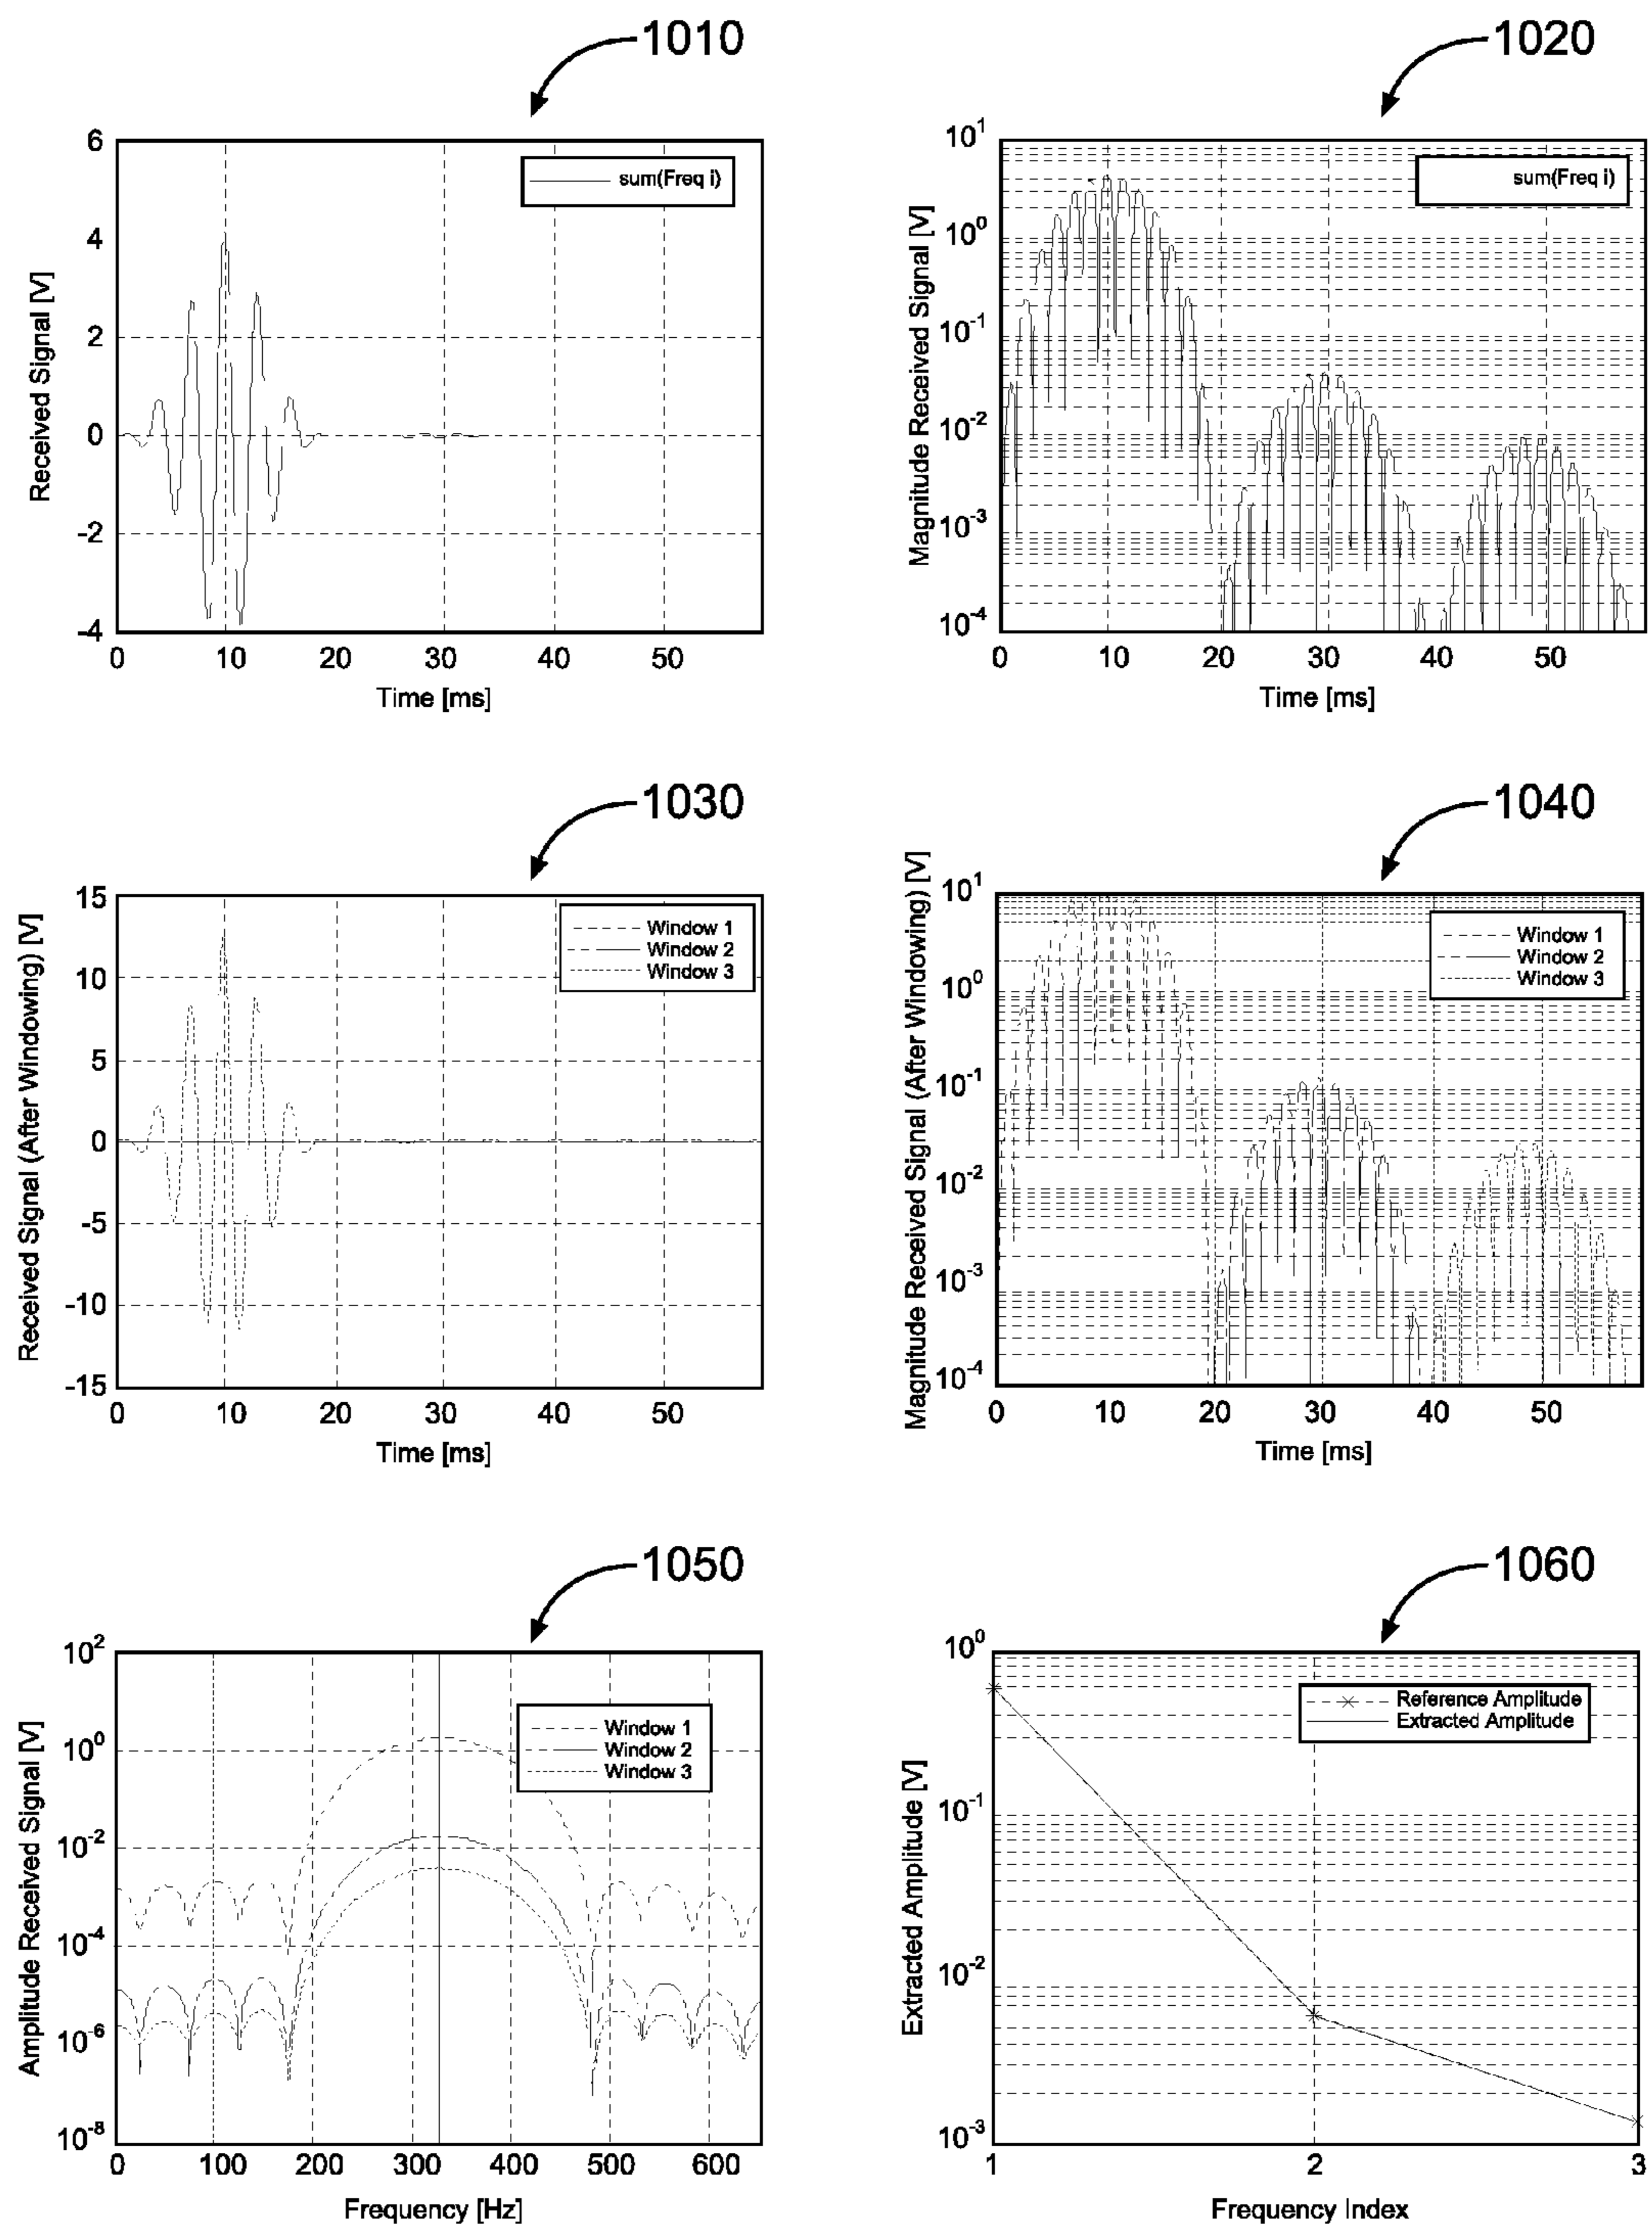 1010
6
4
2
0
-2
-4
sum(Freq i)
Received Signal [V]
0 10 20 30 40 50
Time [ms]
1020
10^1
10^0
10^-1
10^-2
10^-3
10^-4
sum(Freq i)
Magnitude Received Signal [V]
0 10 20 30 40 50
Time [ms]
1030
15
10
5
0
-5
-10
-15
Window 1
Window 2
Window 3
Received Signal (After Windowing) [V]
0 10 20 30 40 50
Time [ms]
1040
10^1
10^0
10^-1
10^-2
10^-3
10^-4
Window 1
Window 2
Window 3
Magnitude Received Signal (After Windowing) [V]
0 10 20 30 40 50
Time [ms]
1050
10^2
10^0
10^-2
10^-4
10^-6
10^-8
Window 1
Window 2
Window 3
Amplitude Received Signal [V]
0 100 200 300 400 500 600
Frequency [Hz]
1060
10^0
10^-1
10^-2
10^-3
Reference Amplitude
Extracted Amplitude
Extracted Amplitude [V]
1 2 3
Frequency Index